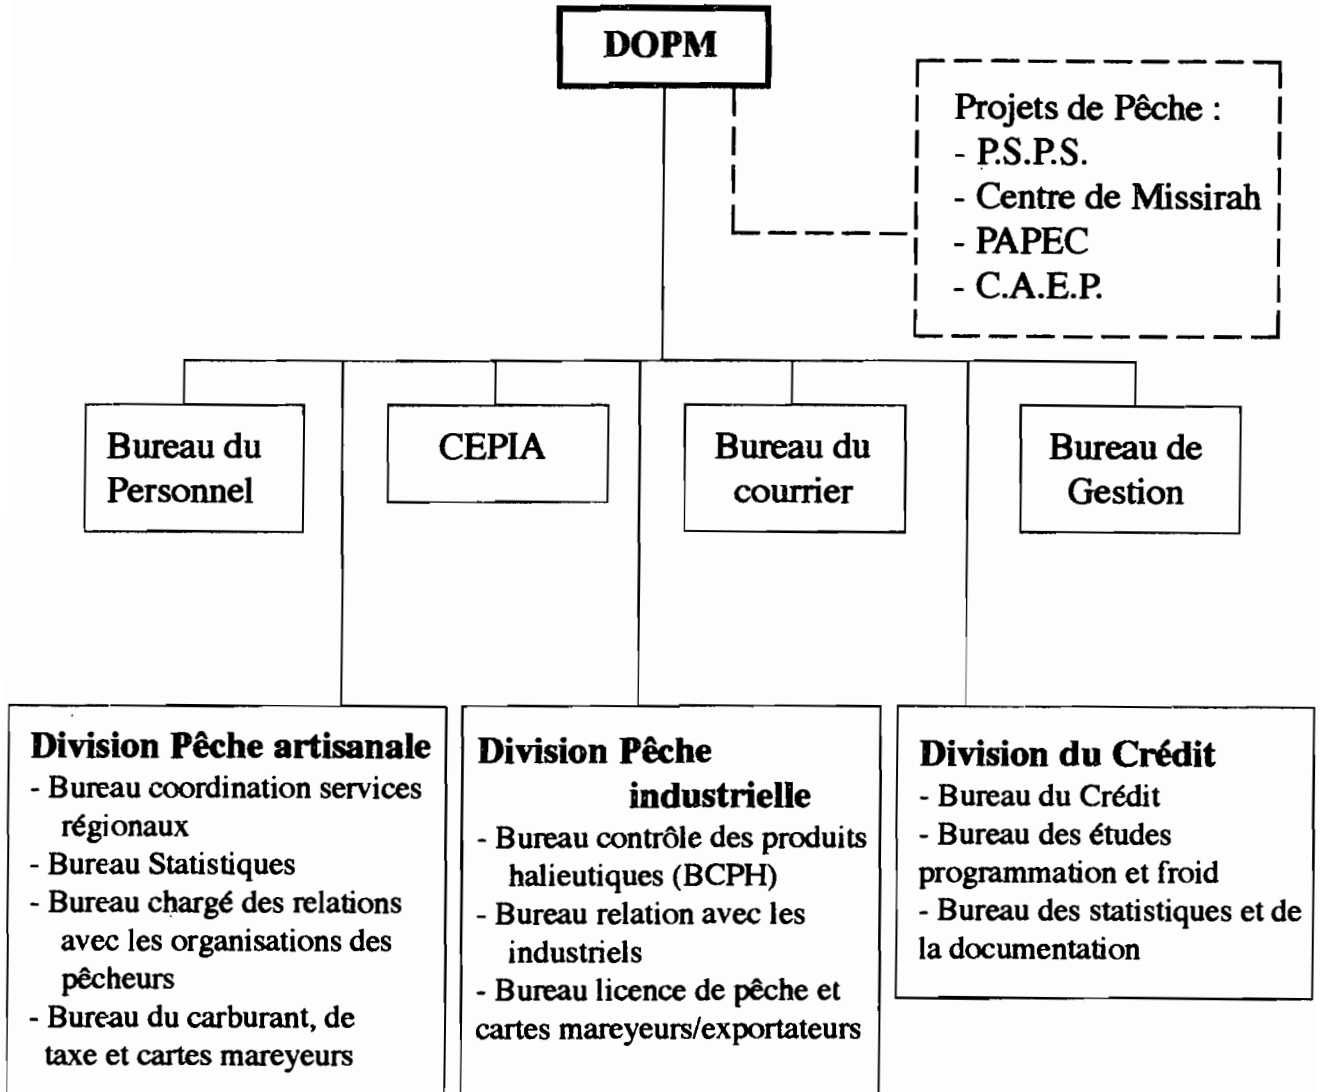 DOPM
Projets de Pêche :
- P.S.P.S.
- Centre de Missirah
- PAPEC
- C.A.E.P.
Bureau du
Personnel
CEPIA
Bureau du
courrier
Bureau de
Gestion
Division Pêche artisanale
- Bureau coordination services
régionaux
- Bureau Statistiques
- Bureau chargé des relations
avec les organisations des
pêcheurs
- Bureau du carburant, de
taxe et cartes mareyeurs
Division Pêche
industrielle
- Bureau contrôle des produits
halieutiques (BCPH)
- Bureau relation avec les
industriels
- Bureau licence de pêche et
cartes mareyeurs/exportateurs
Division du Crédit
- Bureau du Crédit
- Bureau des études
programmation et froid
- Bureau des statistiques et de
la documentation